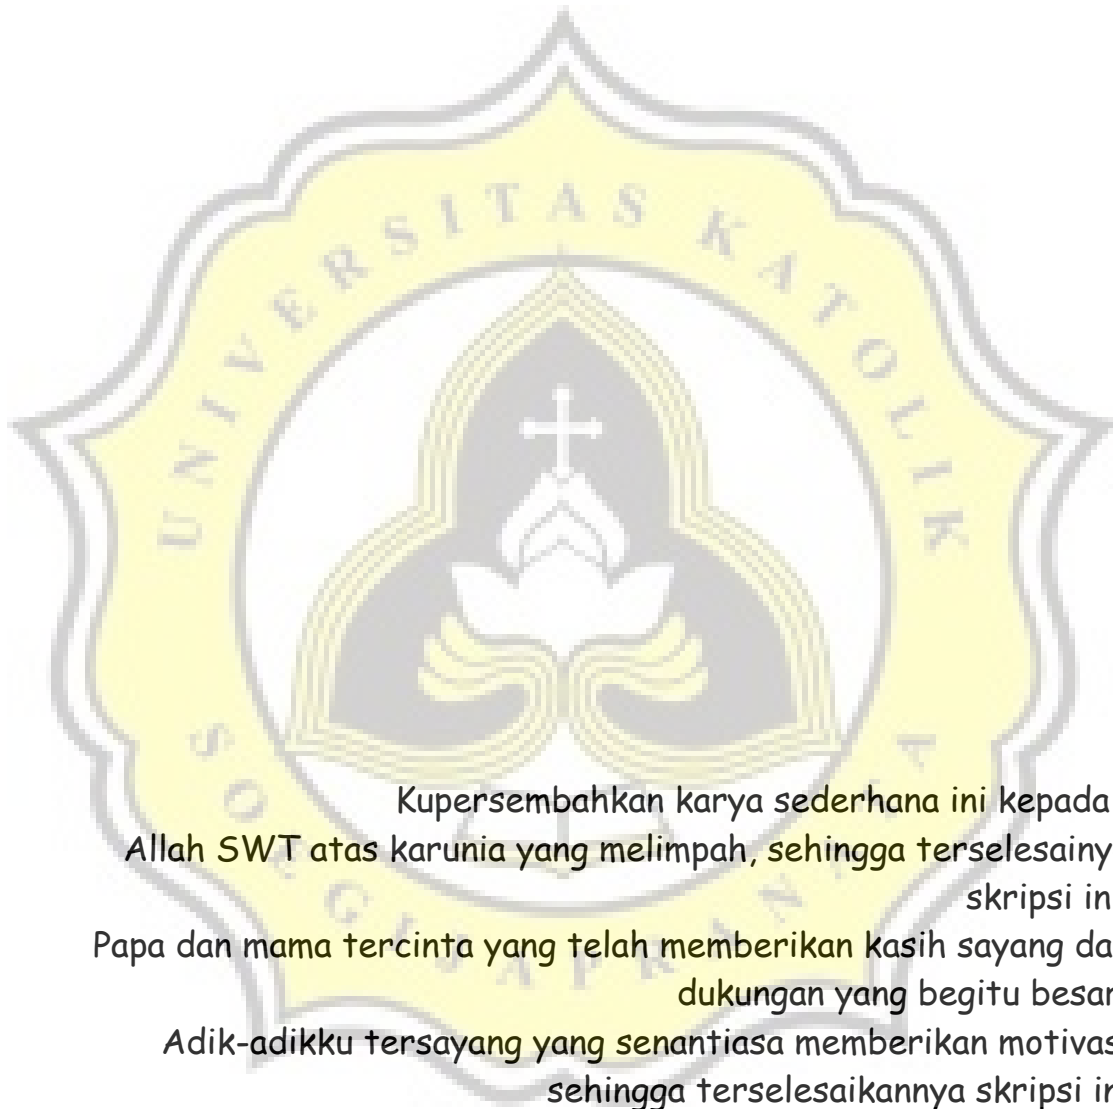 UNIVERSITAS KATOLIK
SOEGIJAPRANATA
Kupersembahkan karya sederhana ini kepada
Allah SWT atas karunia yang melimpah, sehingga terselesainy
skripsi in
Papa dan mama tercinta yang telah memberikan kasih sayang da
dukungan yang begitu besar
Adik-adikku tersayang yang senantiasa memberikan motivas
sehingga terselesaikannya skripsi in